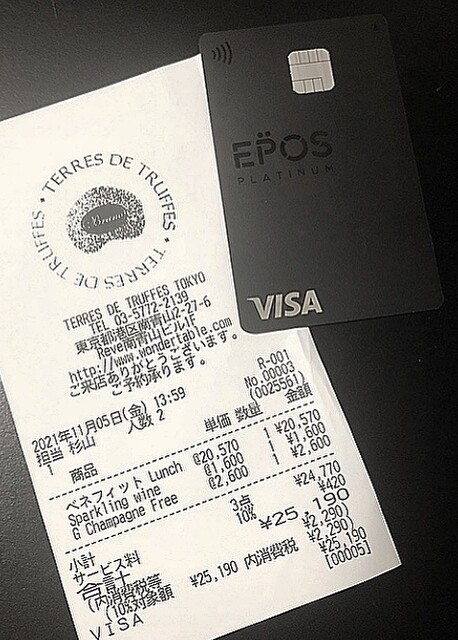 TERRES DE TRUFFES • TERRES DE TRUFFES •
Bruno
EPOS
PLATINUM
VISA
TERRES DE TRUFFES TOKYO
TEL 03-5772-2139
東京都港区南青山2-27-6
Reve南青山ビル1F
http://www.wondertable.com
ご来店ありがとうございます。
ご予約承ります。
R-001
2021年11月05日(金) 13:59 No.00003
担当 杉山 人数 2 (0025561)
1 商品 単価 数量 金額
ベネフィット Lunch @20,570 1 ¥20,570
Sparkling wine @1,600 1 ¥1,600
G Champagne Free @2,600 1 ¥2,600
小計 3点 ¥24,770
サービス料 10% ¥420
合計 ¥25,190
(内消費税等 ¥2,290)
(10%対象額 ¥25,190 内消費税 ¥2,290)
VISA ¥25,190
[00005]